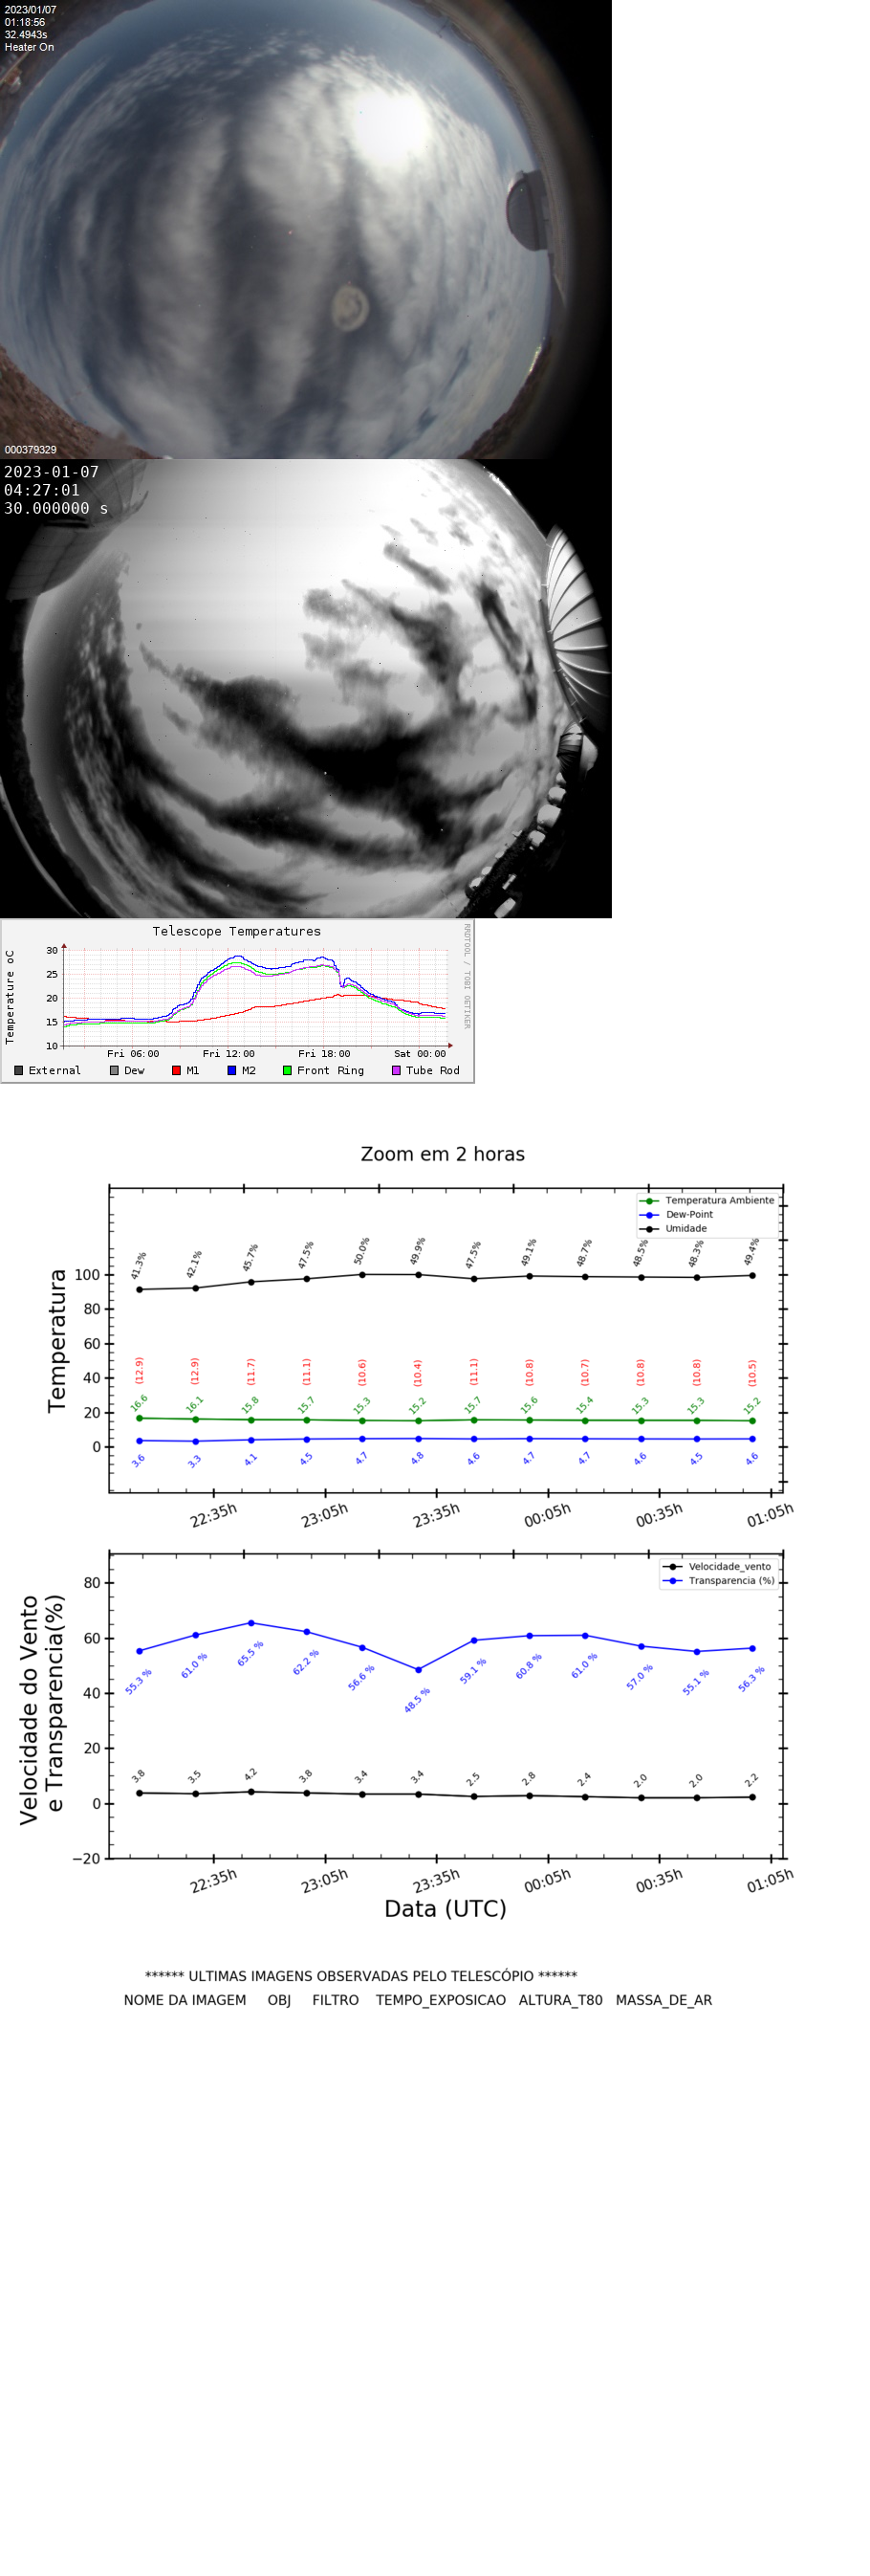 2023/01/07
01:18:56
32.4943s
Heater On
000379329
2023-01-07
04:27:01
30.000000 s
Telescope Temperatures
RRDTOOL / TOBI OETIKER
Temperature oC
30
25
20
15
10
Fri 06:00 Fri 12:00 Fri 18:00 Sat 00:00
External Dew M1 M2 Front Ring Tube Rod
Zoom em 2 horas
Temperatura Ambiente
Dew-Point
Umidade
Temperatura
100
80
60
40
20
0
41.3% 42.1% 45.7% 47.5% 50.0% 49.9% 47.5% 49.1% 48.7% 48.5% 48.3% 49.4%
(12.9) (12.9) (11.7) (11.1) (10.6) (10.4) (11.1) (10.8) (10.7) (10.8) (10.8) (10.5)
16.6 16.1 15.8 15.7 15.3 15.2 15.7 15.6 15.4 15.3 15.3 15.2
3.6 3.3 4.1 4.5 4.7 4.8 4.6 4.7 4.7 4.6 4.5 4.6
22:35h 23:05h 23:35h 00:05h 00:35h 01:05h
Velocidade_vento
Transparencia (%)
Velocidade do Vento
e Transparencia(%)
80
60
40
20
0
−20
55.3 % 61.0 % 65.5 % 62.2 % 56.6 % 48.5 % 59.1 % 60.8 % 61.0 % 57.0 % 55.1 % 56.3 %
3.8 3.5 4.2 3.8 3.4 3.4 2.5 2.8 2.4 2.0 2.0 2.2
22:35h 23:05h 23:35h 00:05h 00:35h 01:05h
Data (UTC)
****** ULTIMAS IMAGENS OBSERVADAS PELO TELESCÓPIO ******
NOME DA IMAGEM OBJ FILTRO TEMPO_EXPOSICAO ALTURA_T80 MASSA_DE_AR